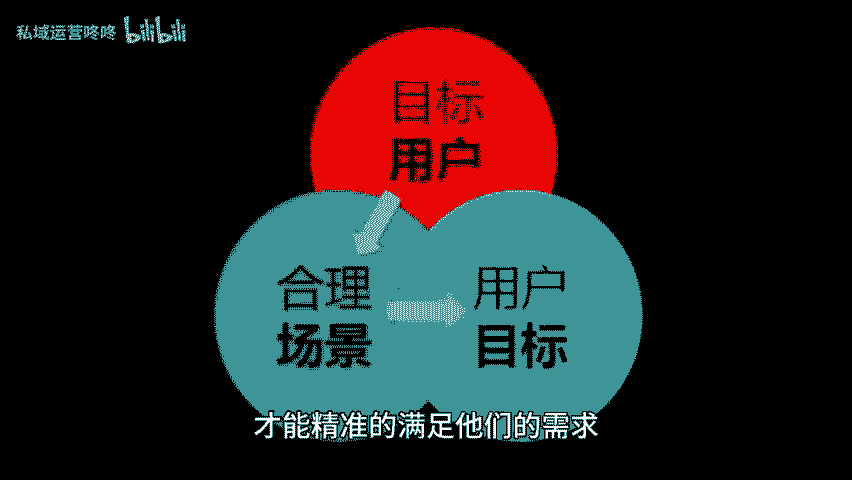 私域运营咚咚 bilibili
目标
用户
合理
场景
用户
目标
才能精准的满足他们的需求